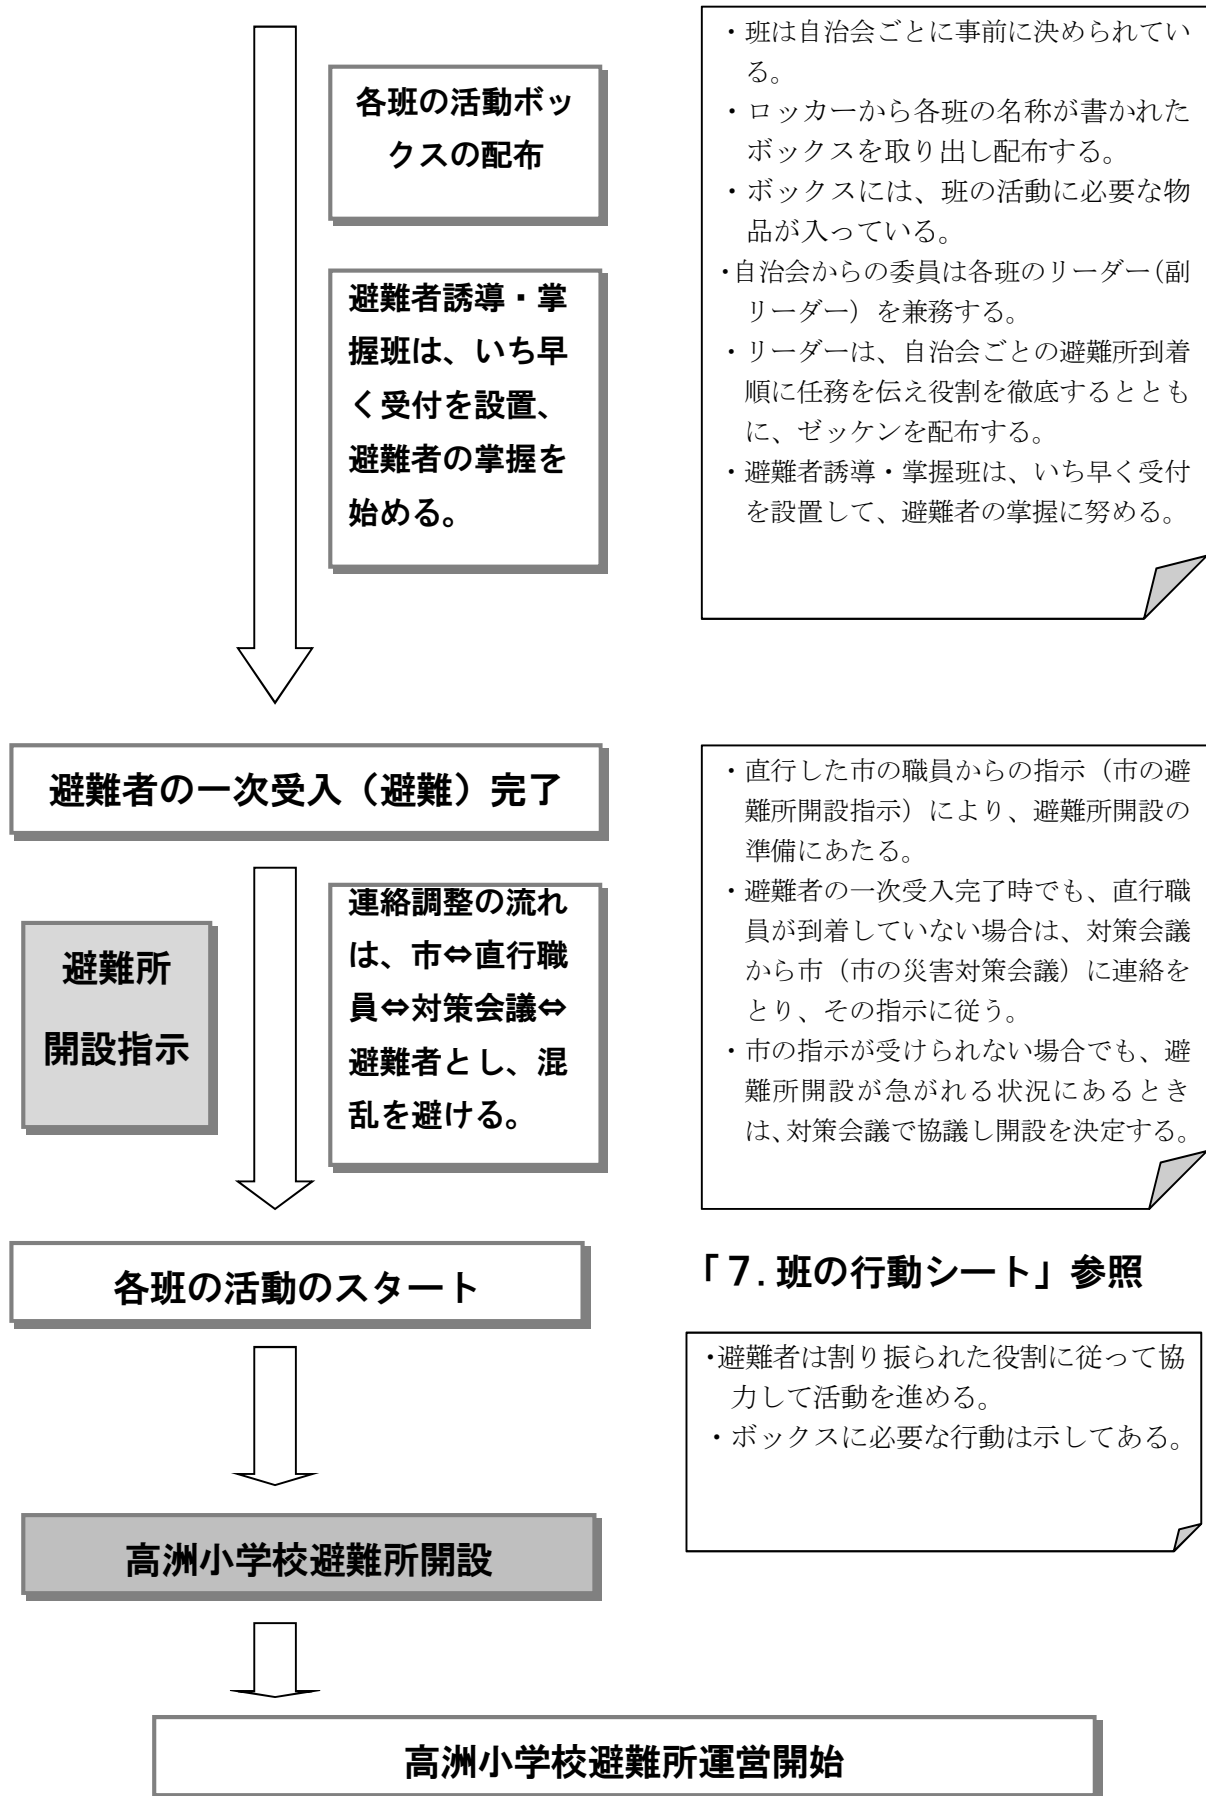 各班の活動ボッ
クスの配布
・班は自治会ごとに事前に決められてい
る。
・ロッカーから各班の名称が書かれた
ボックスを取り出し配布する。
・ボックスには、班の活動に必要な物
品が入っている。
・自治会からの委員は各班のリーダー(副
リーダー）を兼務する。
・リーダーは、自治会ごとの避難所到着
順に任務を伝え役割を徹底するととも
に、ゼッケンを配布する。
・避難者誘導・掌握班は、いち早く受付
を設置して、避難者の掌握に努める。
避難者誘導・掌
握班は、いち早
く受付を設置、
避難者の掌握を
始める。
避難者の一次受入（避難）完了
・直行した市の職員からの指示（市の避
難所開設指示）により、避難所開設の
準備にあたる。
・避難者の一次受入完了時でも、直行職
員が到着していない場合は、対策会議
から市（市の災害対策会議）に連絡を
とり、その指示に従う。
・市の指示が受けられない場合でも、避
難所開設が急がれる状況にあるとき
は、対策会議で協議し開設を決定する。
避難所
開設指示
連絡調整の流れ
は、市⇔直行職
員⇔対策会議⇔
避難者とし、混
乱を避ける。
各班の活動のスタート
「７.班の行動シート」参照
・避難者は割り振られた役割に従って協
力して活動を進める。
・ボックスに必要な行動は示してある。
高洲小学校避難所開設
高洲小学校避難所運営開始